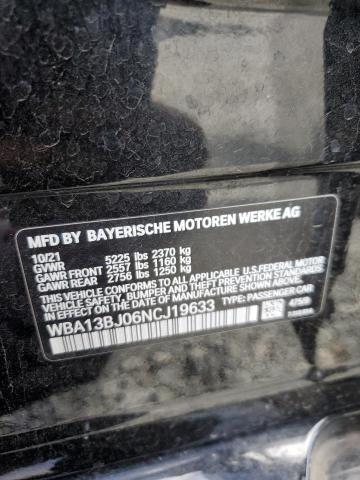 MFD BY BAYERISCHE MOTOREN WERKE AG
10/21 5225 lbs 2370 kg
GVWR
GAWR FRONT 2557 lbs 1160 kg
GAWR REAR 2756 lbs 1250 kg
THIS VEHICLE CONFORMS TO ALL APPLICABLE U.S. FEDERAL MOTOR
VEHICLE SAFETY, BUMPER, AND THEFT PREVENTION STANDARDS IN
EFFECT ON THE DATE OF MANUFACTURE SHOWN ABOVE.
WBA13BJ06NCJ19633 TYPE: PASSENGER CAR
475/9